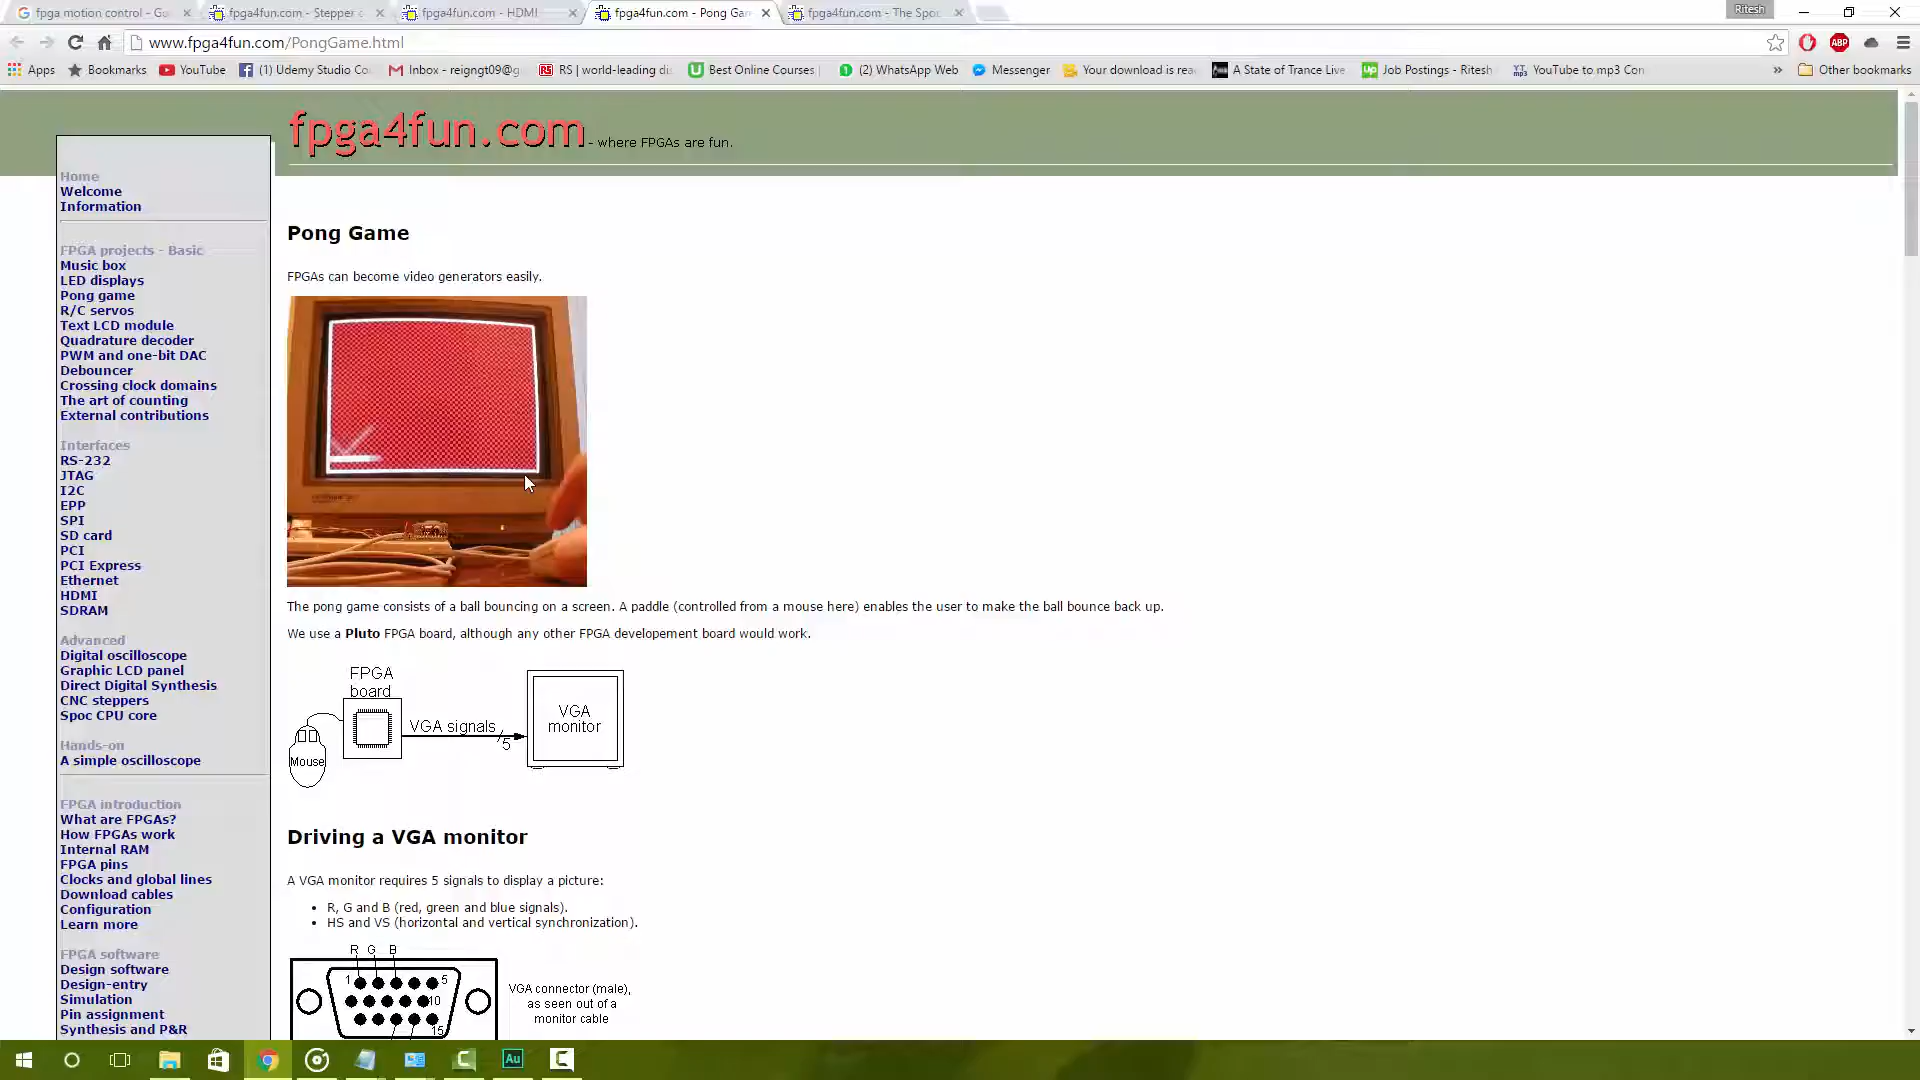 fpga motion control - Go
fpga4fun.com - Stepper c
fpga4fun.com - HDMI
fpga4fun.com - Pong Gam
fpga4fun.com - The Spoc
Ritesh
www.fpga4fun.com/PongGame.html
ABP
Apps
Bookmarks
YouTube
(1) Udemy Studio Co
Inbox - reigngt09@g
RS | world-leading di
Best Online Courses
(2) WhatsApp Web
Messenger
Your download is rea
A State of Trance Live
Job Postings - Ritesh
YouTube to mp3 Con
Other bookmarks
fpga4fun.com - where FPGAs are fun.
Home
Welcome
Information
FPGA projects - Basic
Music box
LED displays
Pong game
R/C servos
Text LCD module
Quadrature decoder
PWM and one-bit DAC
Debouncer
Crossing clock domains
The art of counting
External contributions
Interfaces
RS-232
JTAG
I2C
EPP
SPI
SD card
PCI
PCI Express
Ethernet
HDMI
SDRAM
Advanced
Digital oscilloscope
Graphic LCD panel
Direct Digital Synthesis
CNC steppers
Spoc CPU core
Hands-on
A simple oscilloscope
FPGA introduction
What are FPGAs?
How FPGAs work
Internal RAM
FPGA pins
Clocks and global lines
Download cables
Configuration
Learn more
FPGA software
Design software
Design-entry
Simulation
Pin assignment
Synthesis and P&R
Pong Game
FPGAs can become video generators easily.
The pong game consists of a ball bouncing on a screen. A paddle (controlled from a mouse here) enables the user to make the ball bounce back up.
We use a Pluto FPGA board, although any other FPGA developement board would work.
FPGA
board
Mouse
VGA signals
5
VGA
monitor
Driving a VGA monitor
A VGA monitor requires 5 signals to display a picture:
• R, G and B (red, green and blue signals).
• HS and VS (horizontal and vertical synchronization).
R G B
1 5
10
15
VGA connector (male),
as seen out of a
monitor cable
Au